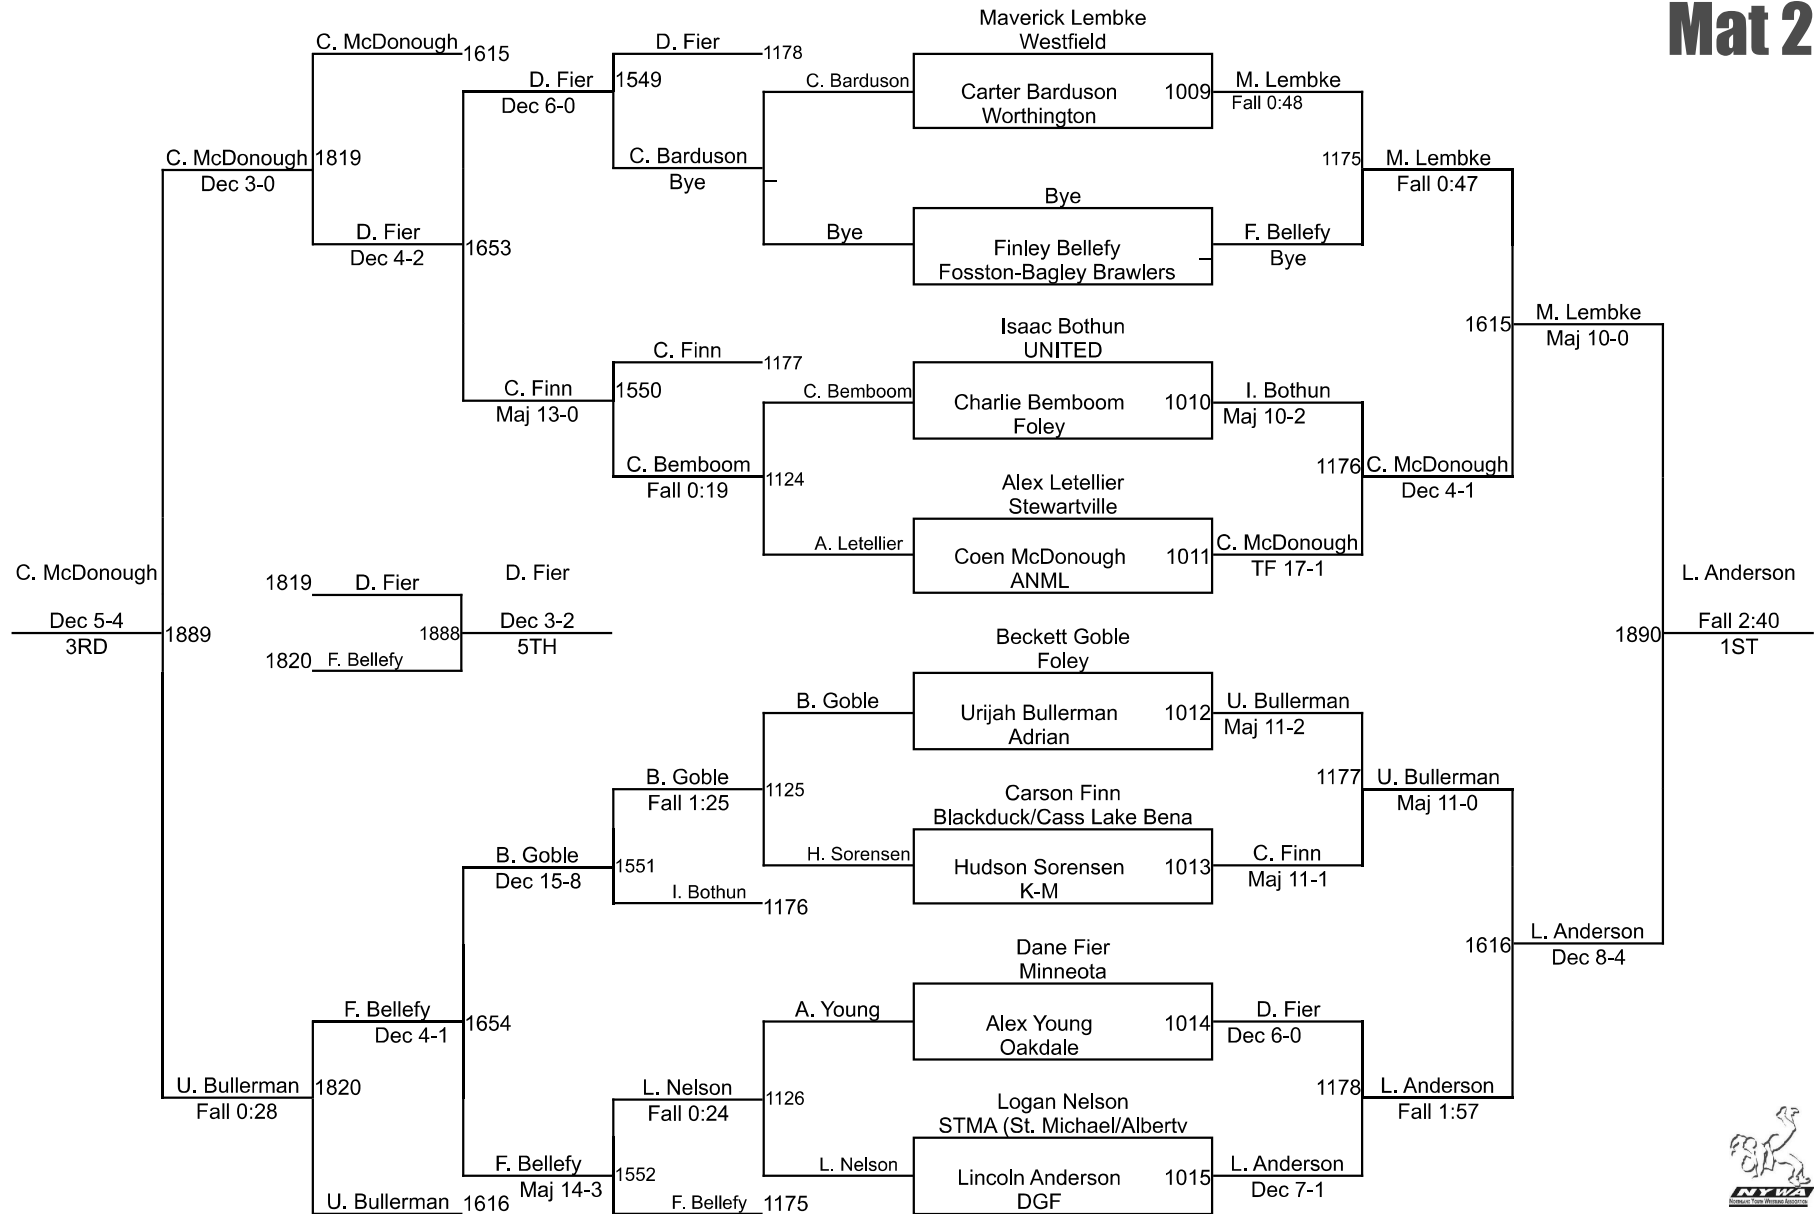 Mat 2
Maverick Lembke
Westfield
Carter Barduson 1009
Worthington
Bye
Finley Bellefy
Fosston-Bagley Brawlers
Isaac Bothun
UNITED
Charlie Bemboom 1010
Foley
Alex Letellier
Stewartville
Coen McDonough 1011
ANML
Beckett Goble
Foley
Urijah Bullerman 1012
Adrian
Carson Finn
Blackduck/Cass Lake Bena
Hudson Sorensen 1013
K-M
Dane Fier
Minneota
Alex Young 1014
Oakdale
Logan Nelson
STMA (St. Michael/Albertv
Lincoln Anderson 1015
DGF
M. Lembke
Fall 0:48
F. Bellefy
Bye
I. Bothun
Maj 10-2
C. McDonough
TF 17-1
U. Bullerman
Maj 11-2
C. Finn
Maj 11-1
D. Fier
Dec 6-0
L. Anderson
Dec 7-1
1175 M. Lembke
Fall 0:47
1176 C. McDonough
Dec 4-1
1177 U. Bullerman
Maj 11-0
1178 L. Anderson
Fall 1:57
1615 M. Lembke
Maj 10-0
1616 L. Anderson
Dec 8-4
L. Anderson
1890 Fall 2:40
1ST
C. Barduson
Bye
C. Bemboom
A. Letellier
B. Goble
H. Sorensen
A. Young
L. Nelson
D. Fier 1178
C. Barduson
Bye
C. Finn 1177
C. Bemboom 1124
Fall 0:19
B. Goble 1125
Fall 1:25
I. Bothun 1176
L. Nelson 1126
Fall 0:24
F. Bellefy 1175
D. Fier 1549
Dec 6-0
C. Finn 1550
Maj 13-0
B. Goble 1551
Dec 15-8
F. Bellefy 1552
Maj 14-3
C. McDonough 1615
D. Fier 1653
Dec 4-2
F. Bellefy 1654
Dec 4-1
U. Bullerman 1616
C. McDonough 1819
Dec 3-0
U. Bullerman 1820
Fall 0:28
C. McDonough
Dec 5-4 1889
3RD
1819 D. Fier
1820 F. Bellefy
D. Fier
1888 Dec 3-2
5TH
NYWA